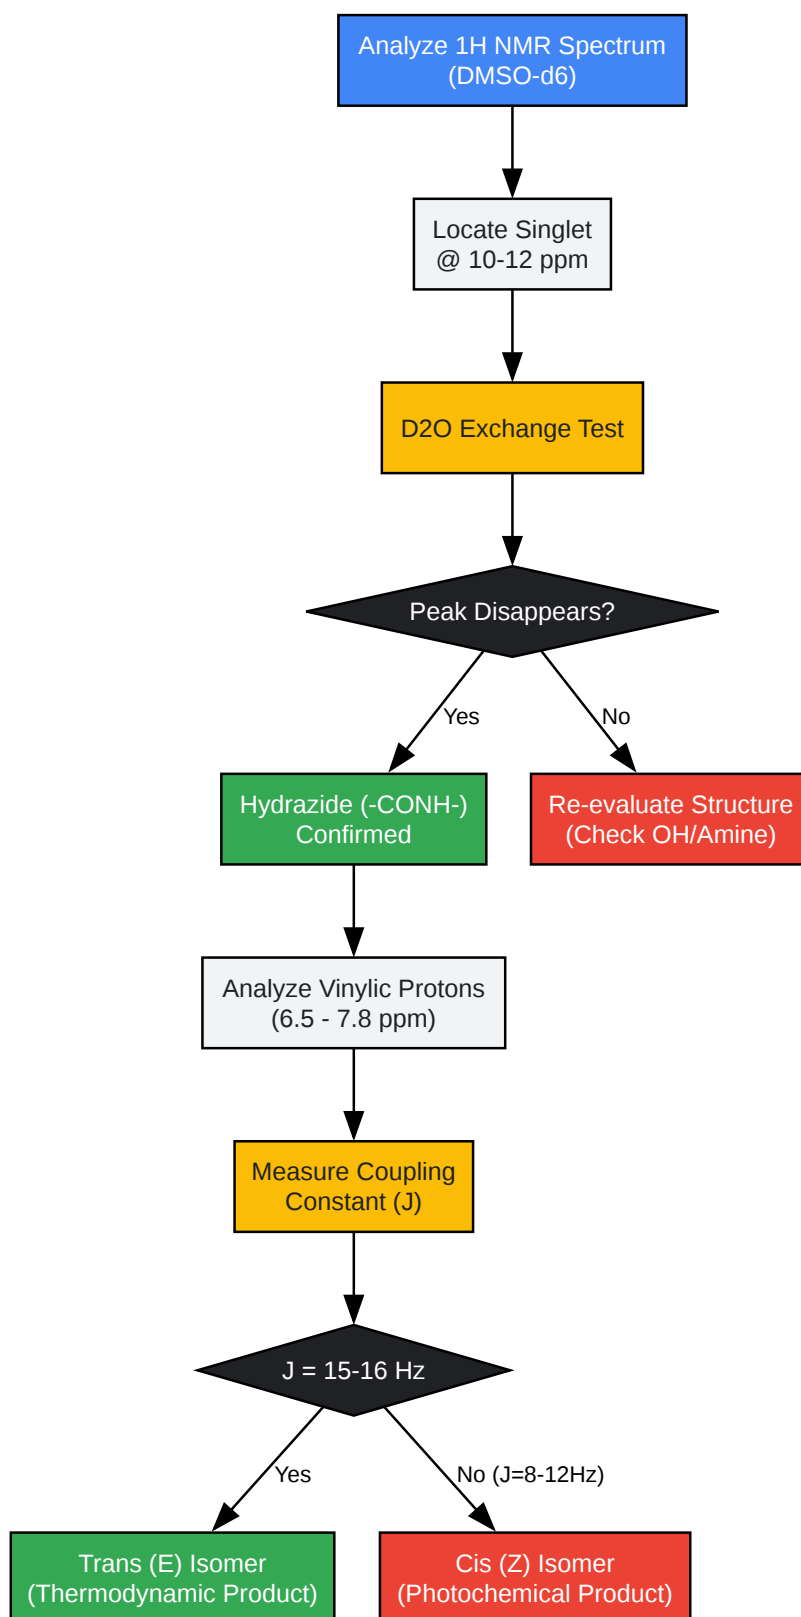 Analyze 1H NMR Spectrum
(DMSO-d6)
Locate Singlet
@ 10-12 ppm
D2O Exchange Test
Peak Disappears?
Yes
No
Hydrazide (-CONH-)
Confirmed
Re-evaluate Structure
(Check OH/Amine)
Analyze Vinylic Protons
(6.5 - 7.8 ppm)
Measure Coupling
Constant (J)
J = 15-16 Hz
Yes
No (J=8-12Hz)
Trans (E) Isomer
(Thermodynamic Product)
Cis (Z) Isomer
(Photochemical Product)